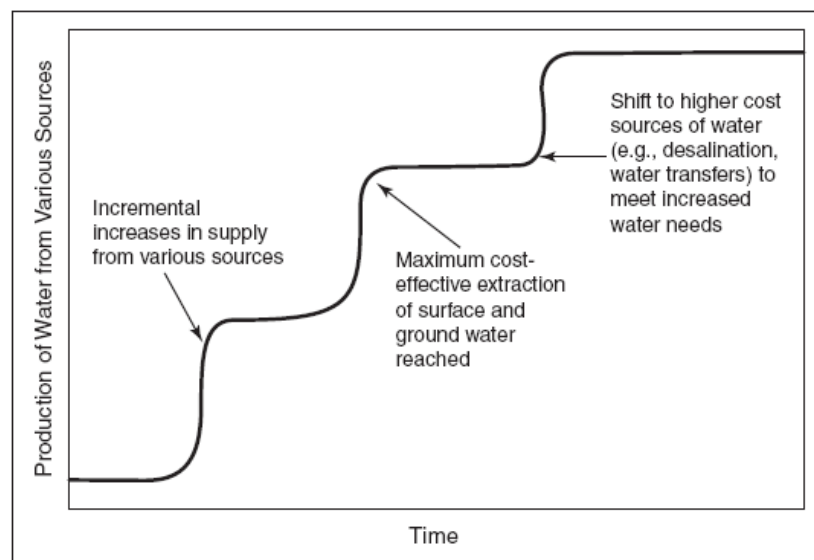 Production of Water from Various Sources
Incremental
increases in supply
from various sources
Maximum cost-
effective extraction
of surface and
ground water
reached
Shift to higher cost
sources of water
(e.g., desalination,
water transfers) to
meet increased
water needs
Time